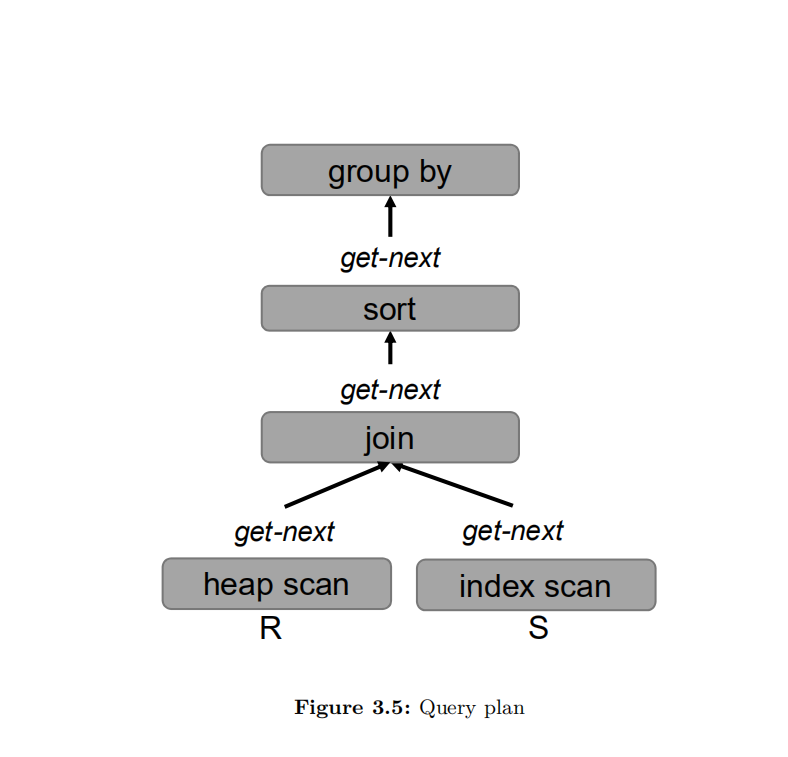 group by
get-next
sort
get-next
join
get-next get-next
heap scan index scan
R S
Figure 3.5: Query plan